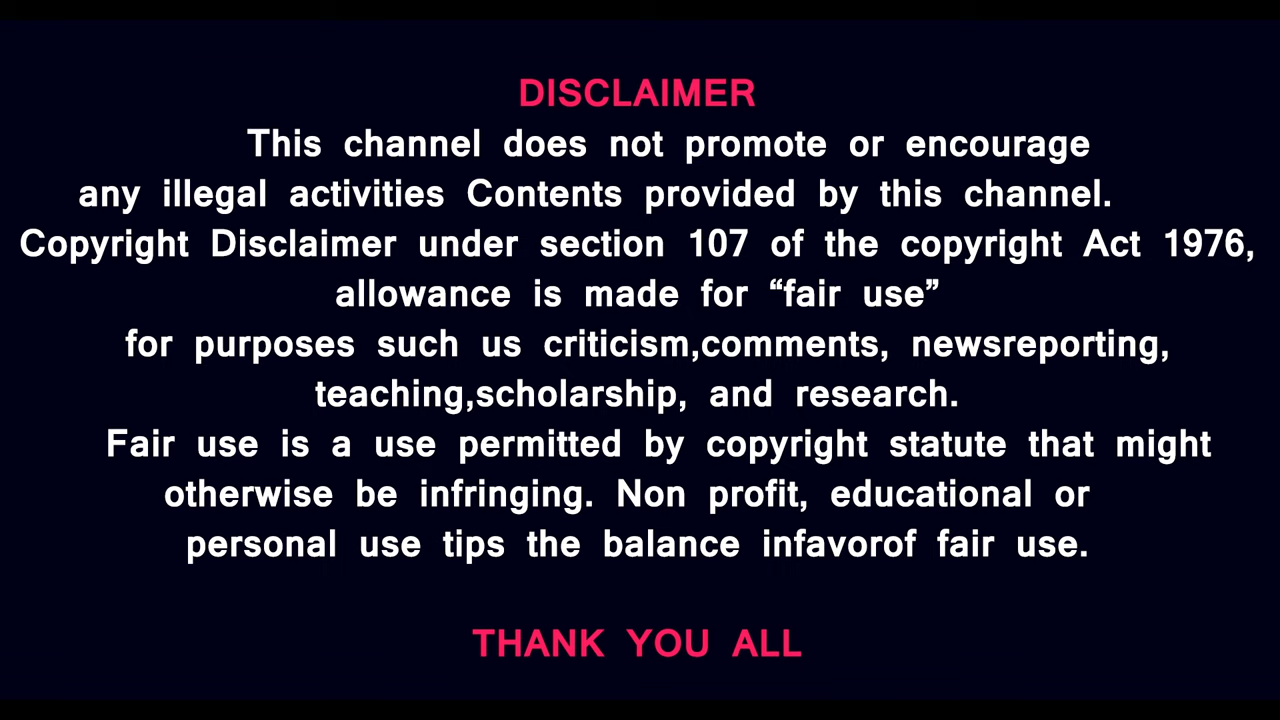 DISCLAIMER
This channel does not promote or encourage
any illegal activities Contents provided by this channel.
Copyright Disclaimer under section 107 of the copyright Act 1976,
allowance is made for “fair use”
for purposes such us criticism,comments, newsreporting,
teaching,scholarship, and research.
Fair use is a use permitted by copyright statute that might
otherwise be infringing. Non profit, educational or
personal use tips the balance infavorof fair use.
THANK YOU ALL